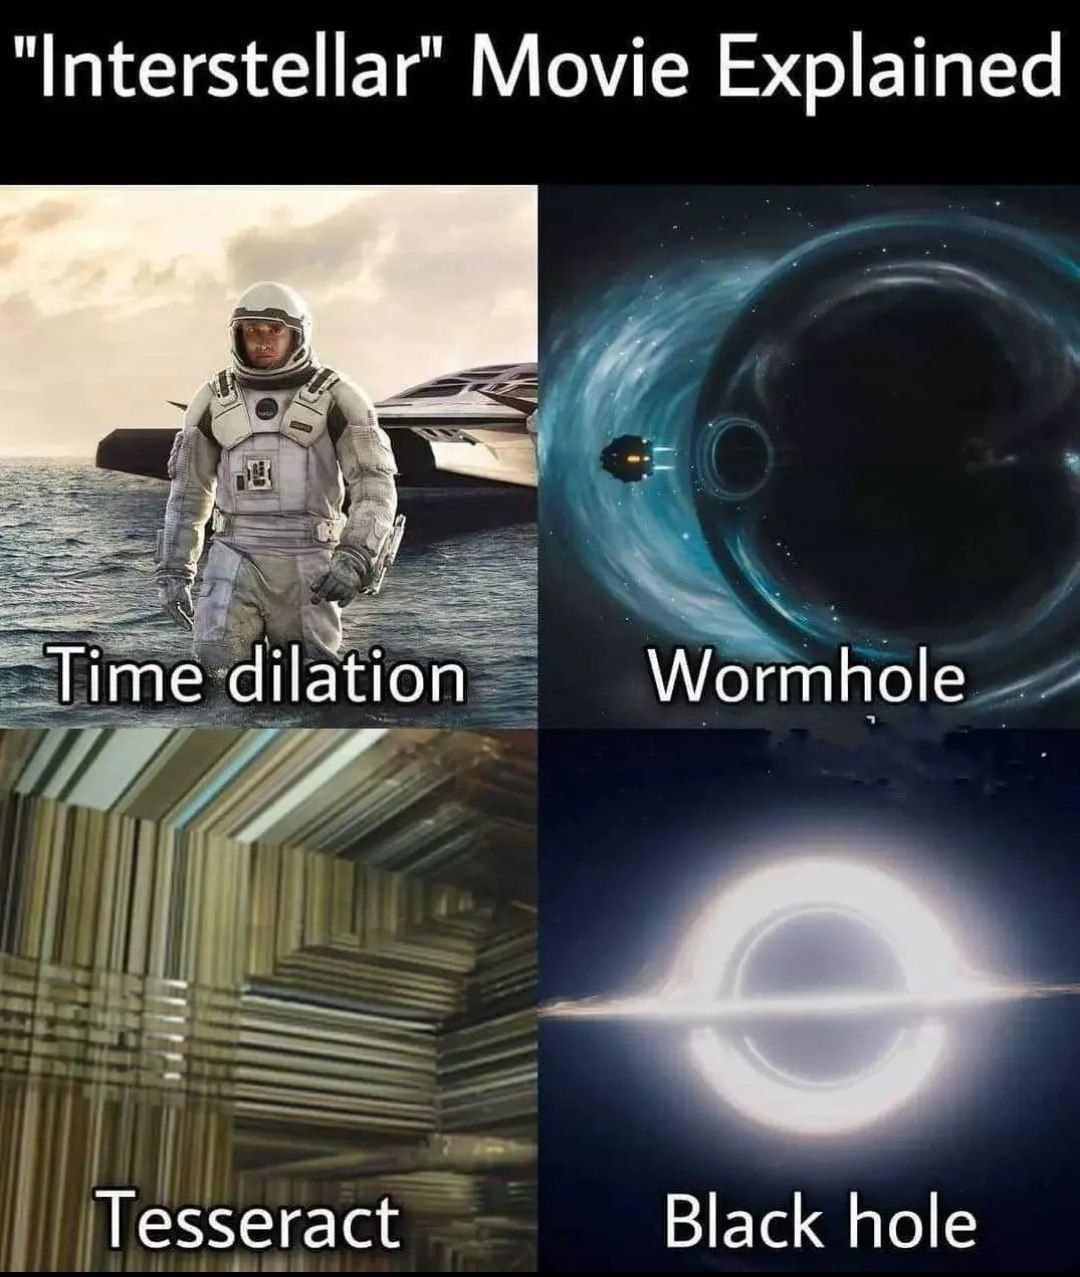 "Interstellar" Movie Explained
Time dilation
Wormhole
Tesseract
Black hole